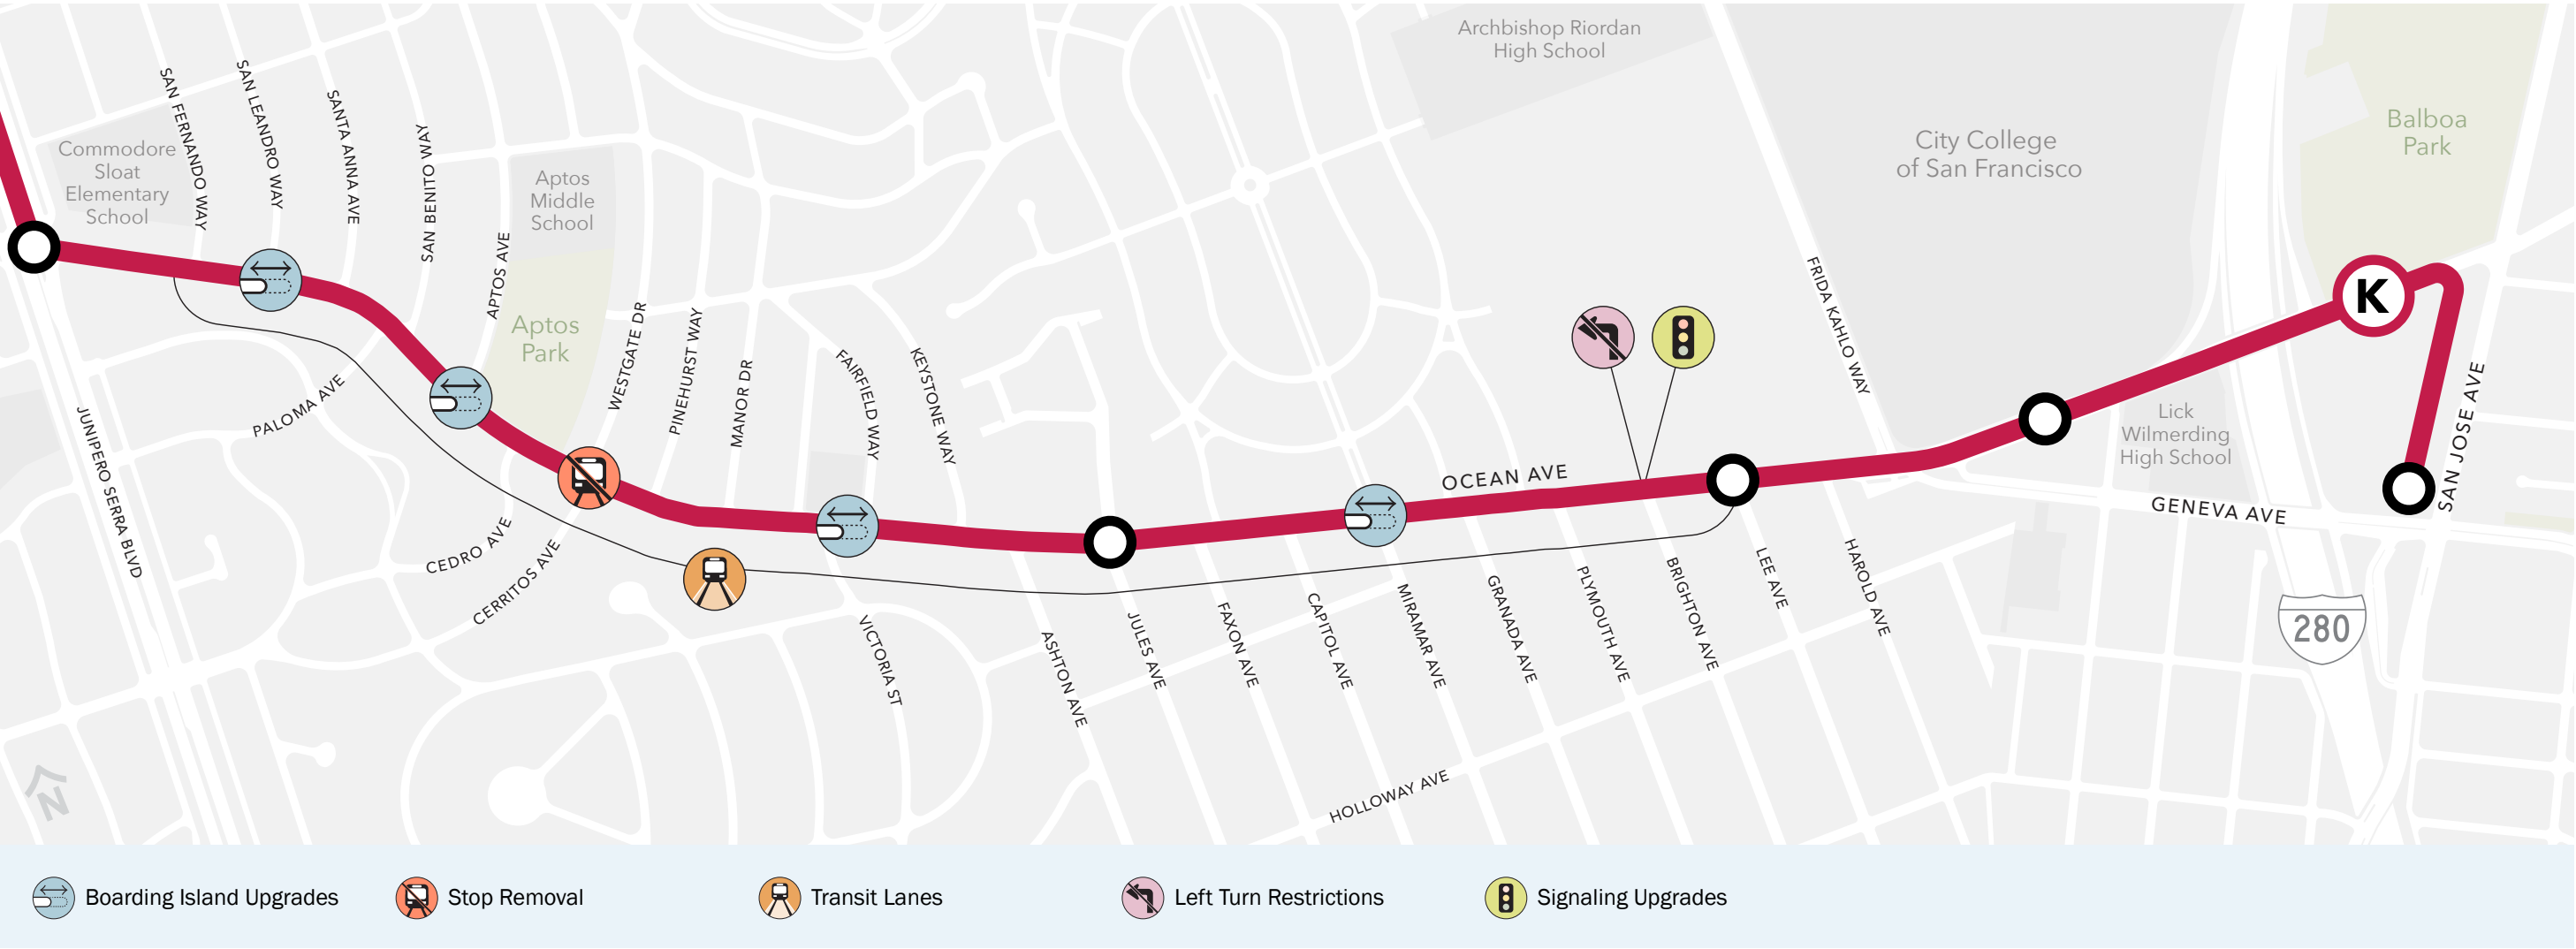 Archbishop Riordan
High School
City College
of San Francisco
Balboa
Park
Commodore
Sloat
Elementary
School
SAN FERNANDO WAY
SAN LEANDRO WAY
SANTA ANNA AVE
SAN BENITO WAY
APTOS AVE
Aptos
Middle
School
Aptos
Park
WESTGATE DR
PINEHURST WAY
MANOR DR
FAIRFIELD WAY
KEYSTONE WAY
FRIDA KAHLO WAY
K
Lick
Wilmerding
High School
SAN JOSE AVE
GENEVA AVE
OCEAN AVE
PALOMA AVE
JUNIPERO SERRA BLVD
CEDRO AVE
CERRITOS AVE
VICTORIA ST
ASHTON AVE
JULES AVE
FAXON AVE
CAPITOL AVE
MIRAMAR AVE
GRANADA AVE
PLYMOUTH AVE
BRIGHTON AVE
LEE AVE
HAROLD AVE
280
HOLLOWAY AVE
N
Boarding Island Upgrades
Stop Removal
Transit Lanes
Left Turn Restrictions
Signaling Upgrades